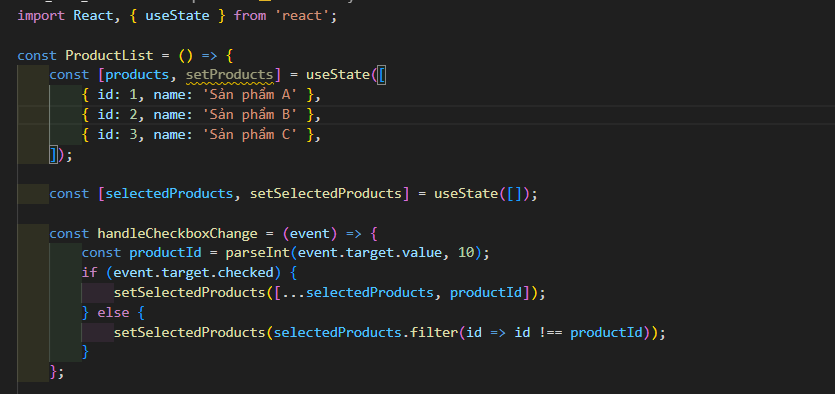 import React, { useState } from 'react';
const ProductList = () => {
const [products, setProducts] = useState([
{ id: 1, name: 'Sản phẩm A' },
{ id: 2, name: 'Sản phẩm B' },
{ id: 3, name: 'Sản phẩm C' },
]);
const [selectedProducts, setSelectedProducts] = useState([]);
const handleCheckboxChange = (event) => {
const productId = parseInt(event.target.value, 10);
if (event.target.checked) {
setSelectedProducts([...selectedProducts, productId]);
} else {
setSelectedProducts(selectedProducts.filter(id => id !== productId));
}
};